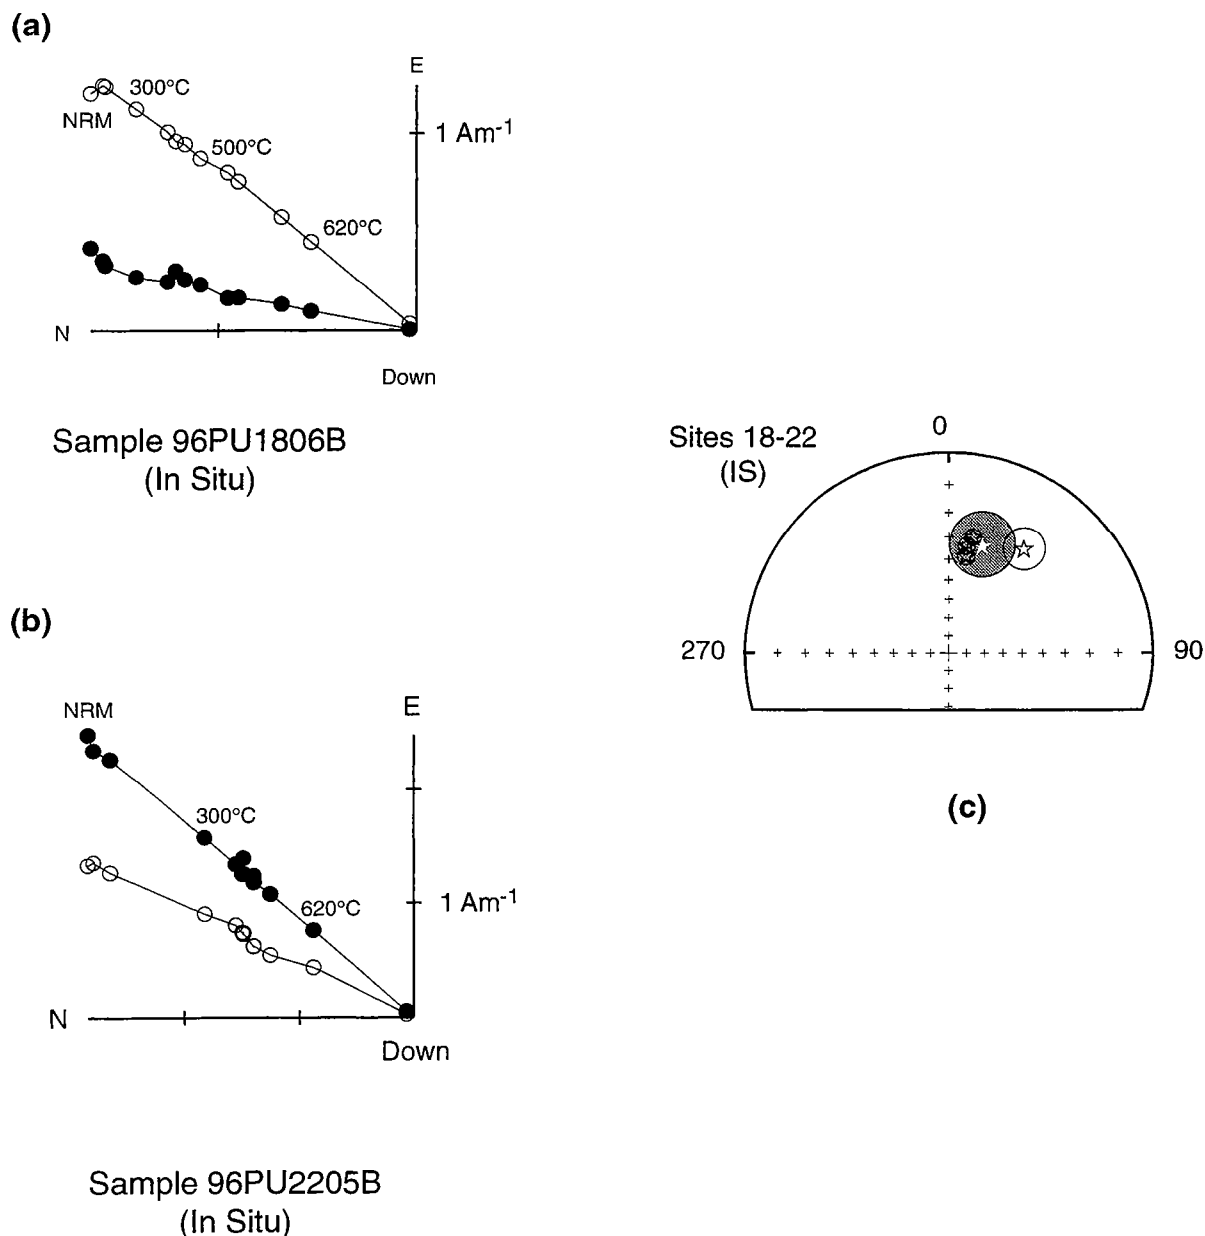 (a)
E
300°C
NRM
1 Am-1
500°C
620°C
N
Down
Sample 96PU1806B
(In Situ)
Sites 18-22
(IS)
0
270
90
(c)
(b)
NRM
E
300°C
620°C
1 Am-1
N
Down
Sample 96PU2205B
(In Situ)